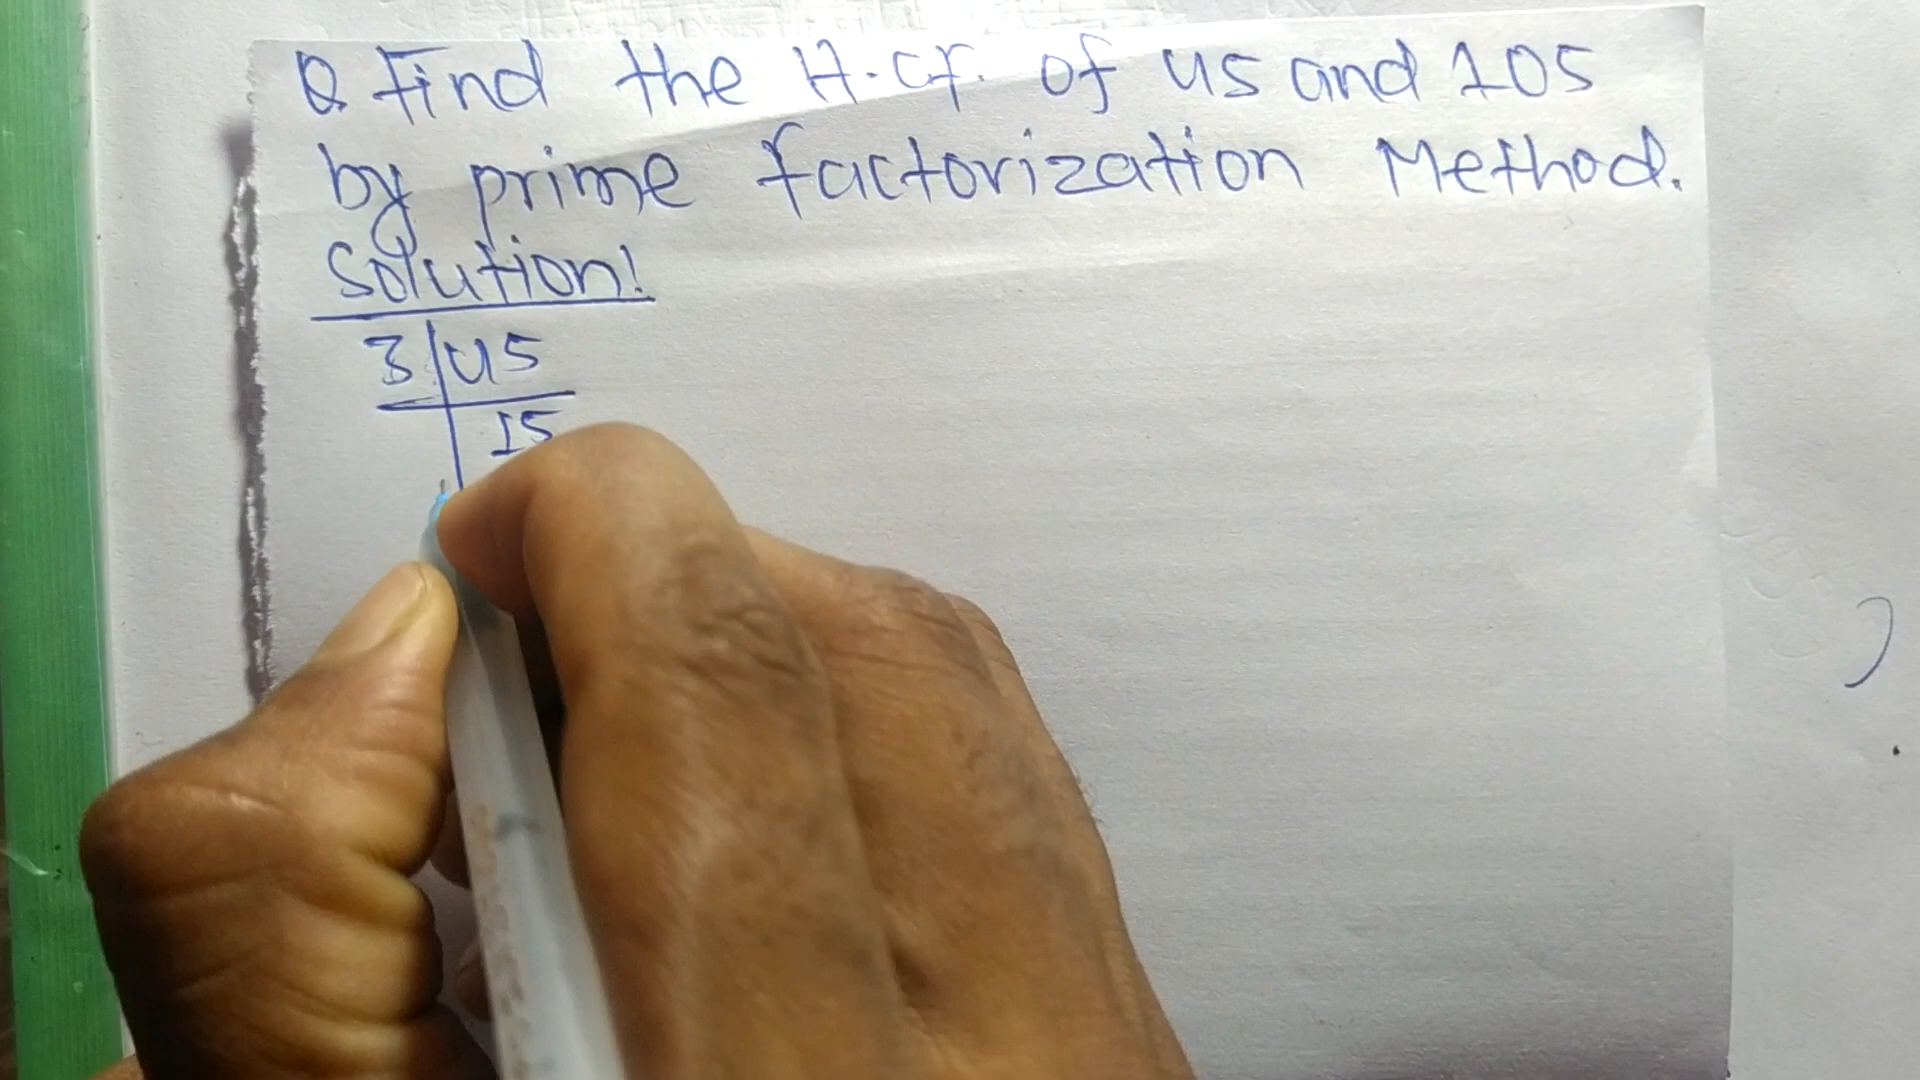 Q Find the H.C.F. of 45 and 105
by prime factorization Method.
Solution!
3 45
15